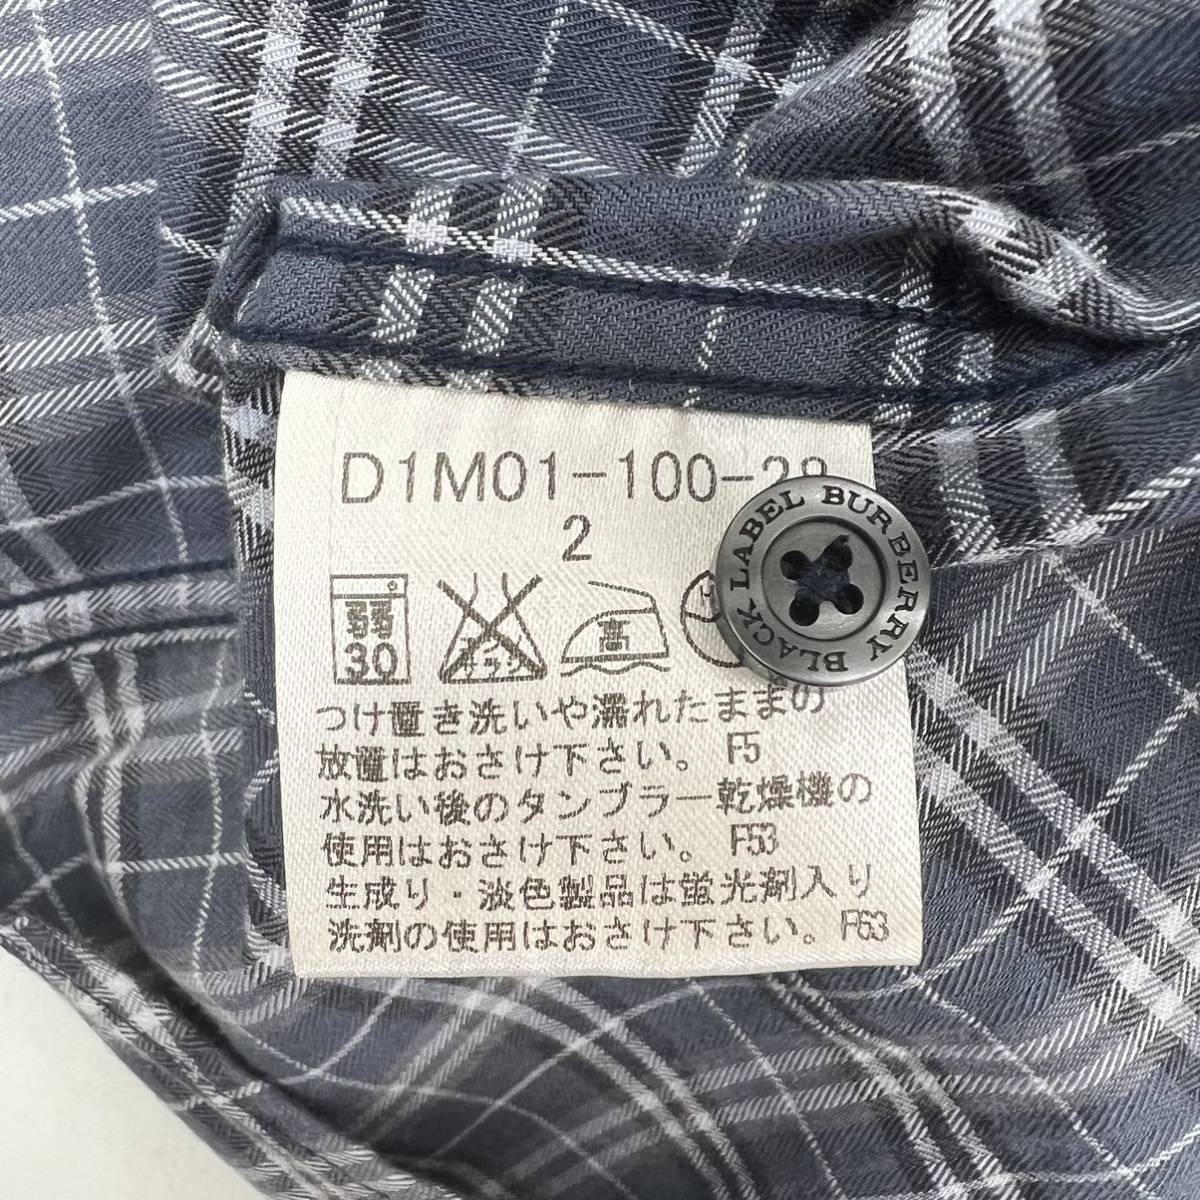 D1M01-100-
2
弱
30
高
BURBERRY BLACK LABEL
つけ置き洗いや濡れたままの
放置はおさけ下さい。 F5
水洗い後のタンブラー乾燥機の
使用はおさけ下さい。 F53
生成り・淡色製品は蛍光剤入り
洗剤の使用はおさけ下さい。 F63